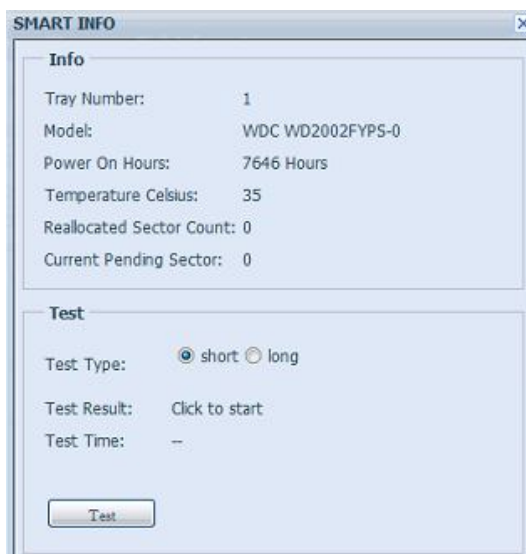 SMART INFO
Info
Tray Number: 1
Model: WDC WD2002FYPS-0
Power On Hours: 7646 Hours
Temperature Celsius: 35
Reallocated Sector Count: 0
Current Pending Sector: 0
Test
Test Type: short long
Test Result: Click to start
Test Time: --
Test